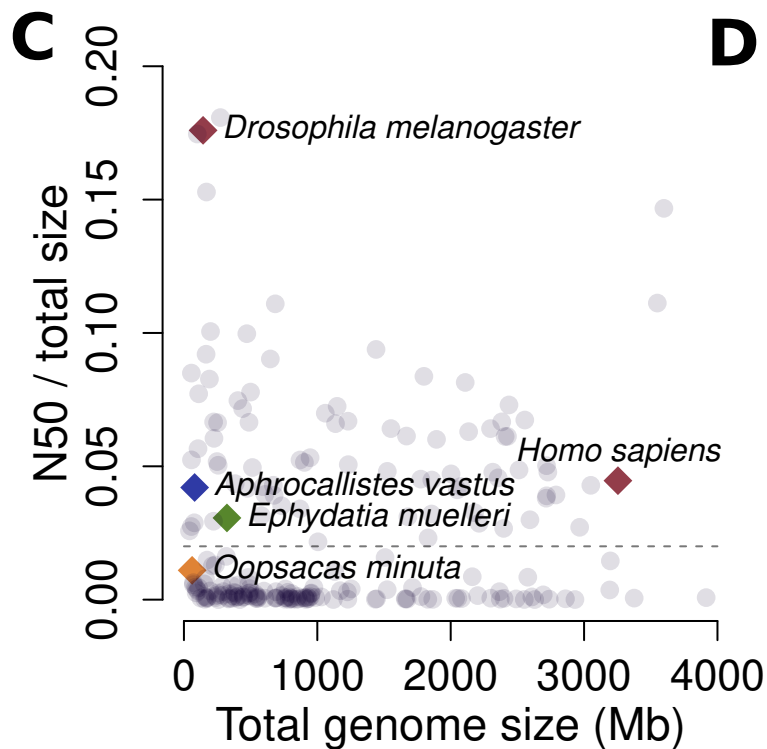 C
D
N50 / total size
0.20
0.15
0.10
0.05
0.00
Drosophila melanogaster
Homo sapiens
Aphrocallistes vastus
Ephydatia muelleri
Oopsacas minuta
0 1000 2000 3000 4000
Total genome size (Mb)